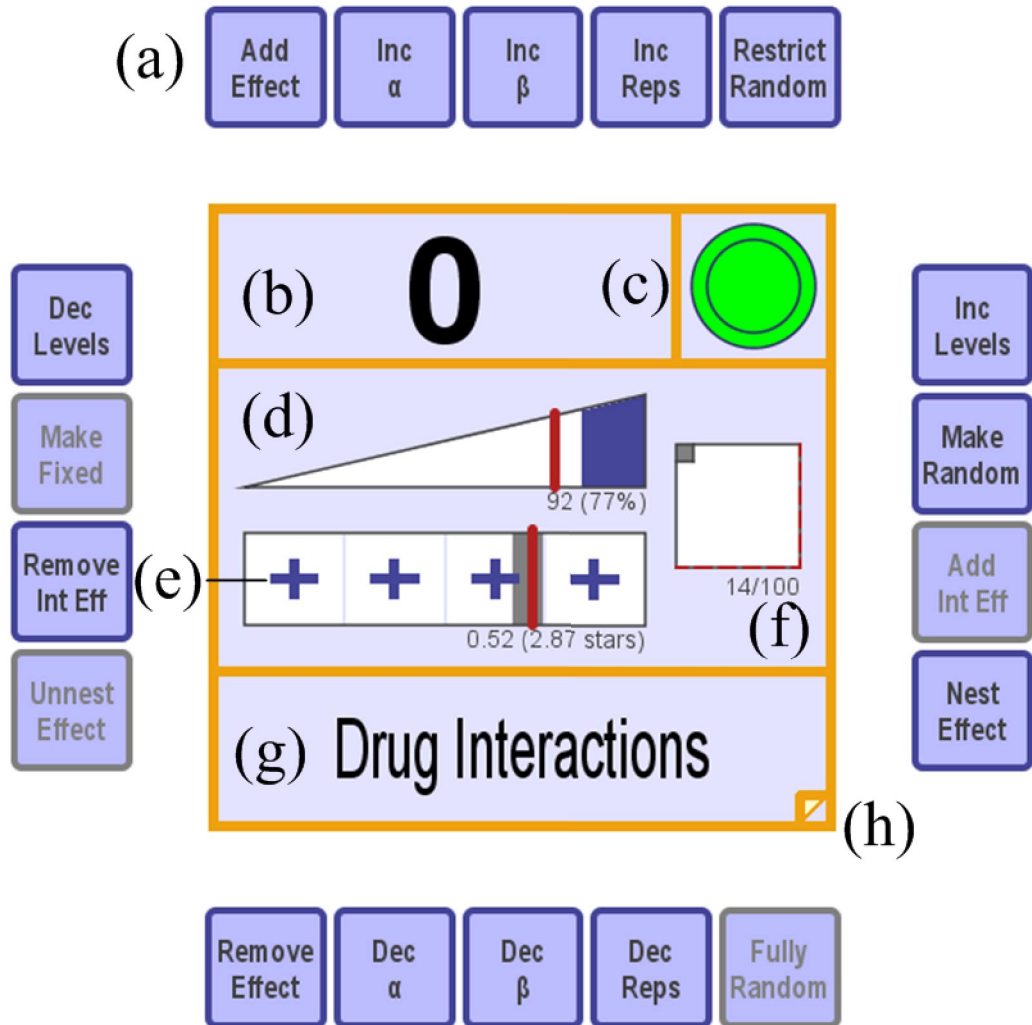 (a)
Add
Effect
Inc
α
Inc
β
Inc
Reps
Restrict
Random
(b)
0
(c)
Dec
Levels
Make
Fixed
Remove
Int Eff
Unnest
Effect
(d)
92 (77%)
(e)
0.52 (2.87 stars)
14/100
(f)
(g)
Drug Interactions
(h)
Inc
Levels
Make
Random
Add
Int Eff
Nest
Effect
Remove
Effect
Dec
α
Dec
β
Dec
Reps
Fully
Random